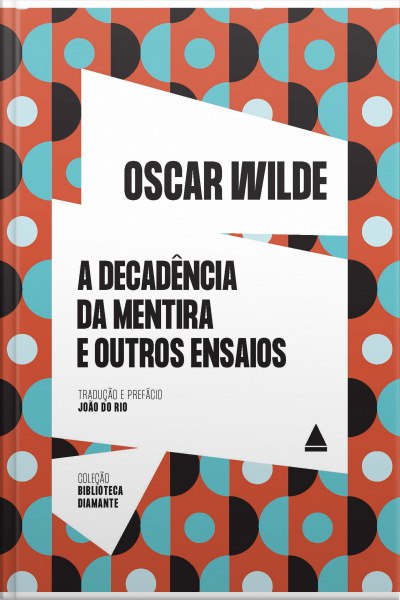 OSCAR WILDE
A DECADÊNCIA
DA MENTIRA
E OUTROS ENSAIOS
TRADUÇÃO E PREFÁCIO
JOÃO DO RIO
COLEÇÃO
BIBLIOTECA
DIAMANTE